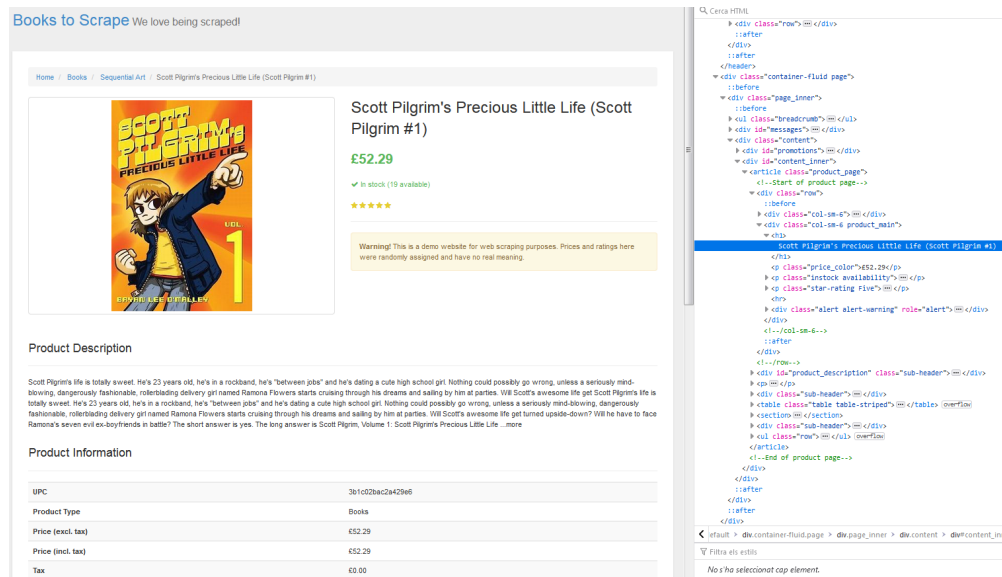 Books to Scrape We love being scraped!
Home / Books / Sequential Art / Scott Pilgrim's Precious Little Life (Scott Pilgrim #1)
SCOTT
PILGRIM'S
PRECIOUS LITTLE LIFE
VOL.
1
BRYAN LEE O'MALLEY
Scott Pilgrim's Precious Little Life (Scott
Pilgrim #1)
£52.29
In stock (19 available)
Warning! This is a demo website for web scraping purposes. Prices and ratings here
were randomly assigned and have no real meaning.
Product Description
Scott Pilgrim's life is totally sweet. He's 23 years old, he's in a rockband, he's "between jobs" and he's dating a cute high school girl. Nothing could possibly go wrong, unless a seriously mind-
blowing, dangerously fashionable, rollerblading delivery girl named Ramona Flowers starts cruising through his dreams and sailing by him at parties. Will Scott's awesome life get Scott Pilgrim's life is
totally sweet. He's 23 years old, he's in a rockband, he's "between jobs" and he's dating a cute high school girl. Nothing could possibly go wrong, unless a seriously mind-blowing, dangerously
fashionable, rollerblading delivery girl named Ramona Flowers starts cruising through his dreams and sailing by him at parties. Will Scott's awesome life get turned upside-down? Will he have to face
Ramona's seven evil ex-boyfriends in battle? The short answer is yes. The long answer is Scott Pilgrim, Volume 1: Scott Pilgrim's Precious Little Life ...more
Product Information
UPC 3b1c02bac2a429e6
Product Type Books
Price (excl. tax) £52.29
Price (incl. tax) £52.29
Tax £0.00
Cerca HTML
<div class="row"> </div>
::after
</div>
::after
</header>
<div class="container-fluid page">
::before
<div class="page_inner">
::before
<ul class="breadcrumb"> </ul>
<div id="messages"> </div>
<div class="content">
<div id="promotions"> </div>
<div id="content_inner">
<article class="product_page">
<!--Start of product page-->
<div class="row">
::before
<div class="col-sm-6"> </div>
<div class="col-sm-6 product_main">
<h1>
Scott Pilgrim's Precious Little Life (Scott Pilgrim #1)
</h1>
<p class="price_color">£52.29</p>
<p class="instock availability"> </p>
<p class="star-rating Five"> </p>
<hr>
<div class="alert alert-warning" role="alert"> </div>
</div>
<!--/col-sm-6-->
::after
</div>
<!--/row-->
<div id="product_description" class="sub-header"> </div>
<p> </p>
<div class="sub-header"> </div>
<table class="table table-striped"> </table> overflow
<section> </section>
<div class="sub-header"> </div>
<ul class="row"> </ul> overflow
</article>
<!--End of product page-->
</div>
</div>
::after
</div>
::after
</div>
efault > div.container-fluid.page > div.page_inner > div.content > div#content_in
Filtra els estils
No s'ha seleccionat cap element.